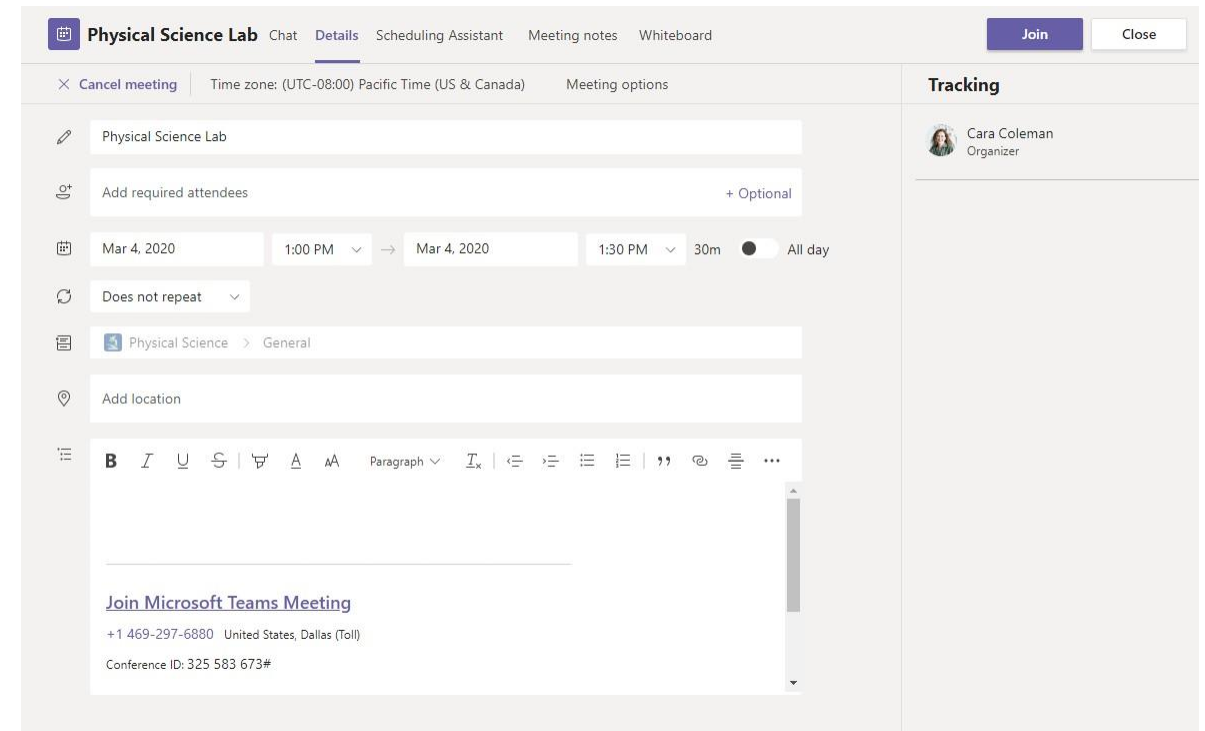 Physical Science Lab Chat Details Scheduling Assistant Meeting notes Whiteboard Join Close
Cancel meeting Time zone: (UTC-08:00) Pacific Time (US & Canada) Meeting options
Tracking
Cara Coleman
Organizer
Physical Science Lab
Add required attendees + Optional
Mar 4, 2020 1:00 PM → Mar 4, 2020 1:30 PM 30m All day
Does not repeat
Physical Science > General
Add location
B I U S A AA Paragraph Tx
Join Microsoft Teams Meeting
+1 469-297-6880 United States, Dallas (Toll)
Conference ID: 325 583 673#